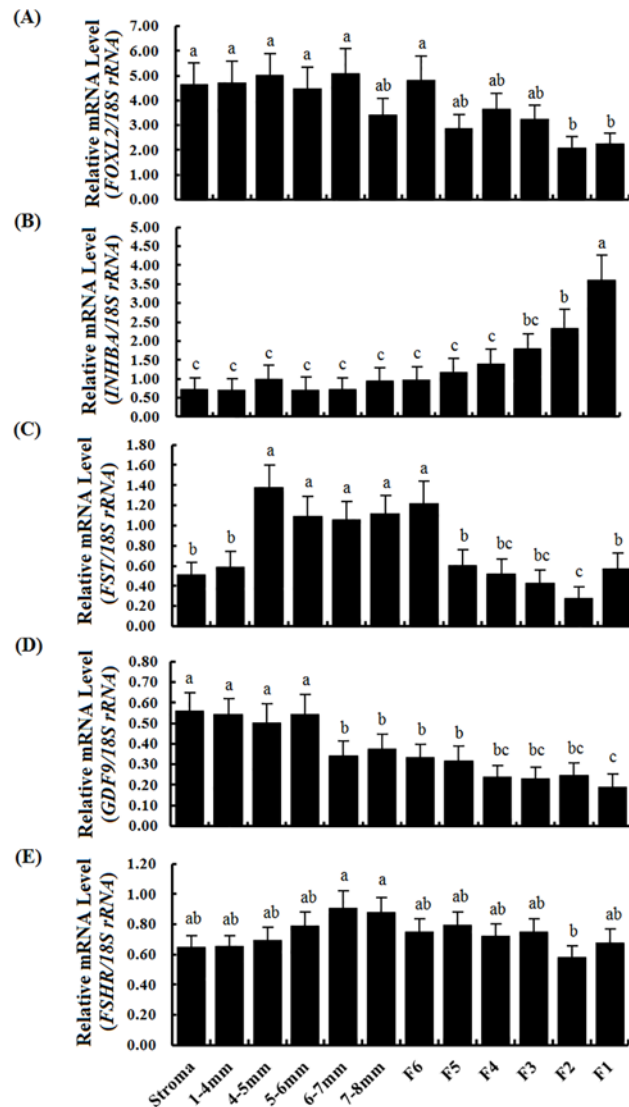 (A)
Relative mRNA Level
(FOXL2/18S rRNA)
7.00
6.00
5.00
4.00
3.00
2.00
1.00
0.00
a a a a a ab a ab ab ab b b
(B)
Relative mRNA Level
(INHBA/18S rRNA)
5.00
4.50
4.00
3.50
3.00
2.50
2.00
1.50
1.00
0.50
0.00
c c c c c c c c c bc b a
(C)
Relative mRNA Level
(FST/18S rRNA)
1.80
1.60
1.40
1.20
1.00
0.80
0.60
0.40
0.20
0.00
b b a a a a a b bc bc c b
(D)
Relative mRNA Level
(GDF9/18S rRNA)
0.80
0.70
0.60
0.50
0.40
0.30
0.20
0.10
0.00
a a a a b b b b bc bc bc c
(E)
Relative mRNA Level
(FSHR/18S rRNA)
1.20
1.00
0.80
0.60
0.40
0.20
0.00
ab ab ab ab a a ab ab ab ab b ab
Stroma 1-4mm 4-5mm 5-6mm 6-7mm 7-8mm F6 F5 F4 F3 F2 F1